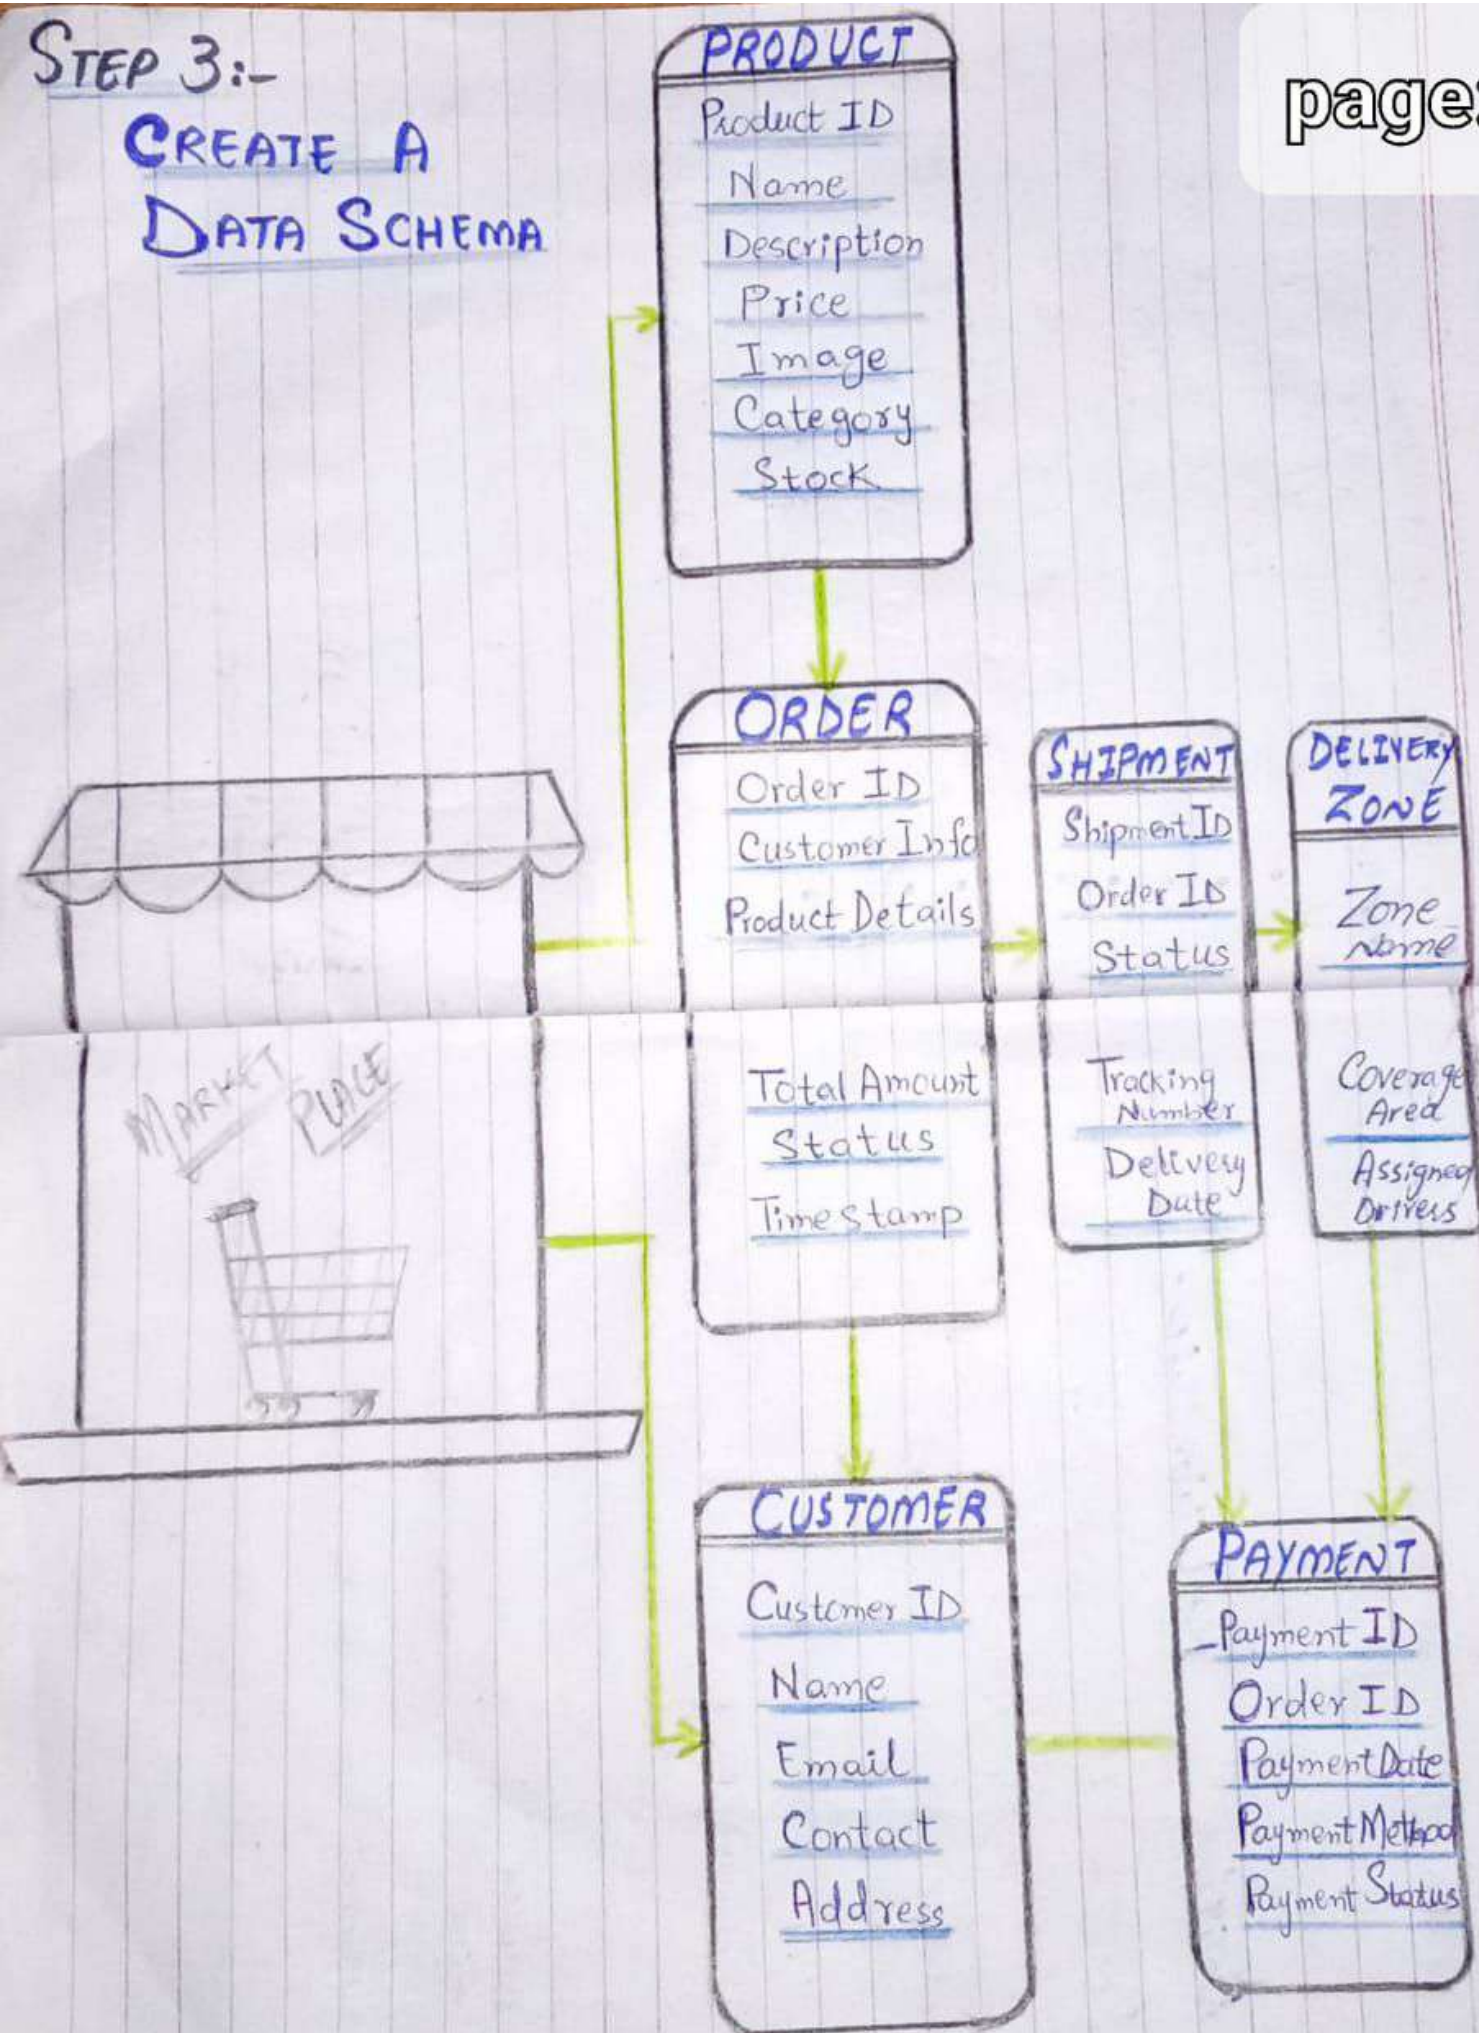 STEP 3:-
CREATE A
DATA SCHEMA
page
PRODUCT
Product ID
Name
Description
Price
Image
Category
Stock
ORDER
Order ID
Customer Info
Product Details
Total Amount
Status
Timestamp
SHIPMENT
Shipment ID
Order ID
Status
Tracking
Number
Delivery
Date
DELIVERY
ZONE
Zone
Name
Coverage
Area
Assigned
Drivers
MARKET PLACE
CUSTOMER
Customer ID
Name
Email
Contact
Address
PAYMENT
Payment ID
Order ID
Payment Date
Payment Method
Payment Status